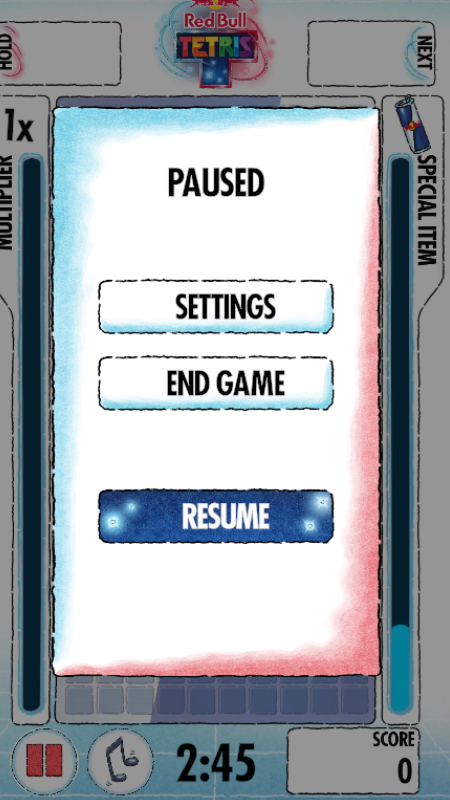 Red Bull
TETRIS
HOLD
NEXT
1x
MULTIPLIER
SPECIAL ITEM
PAUSED
SETTINGS
END GAME
RESUME
2:45
SCORE
0